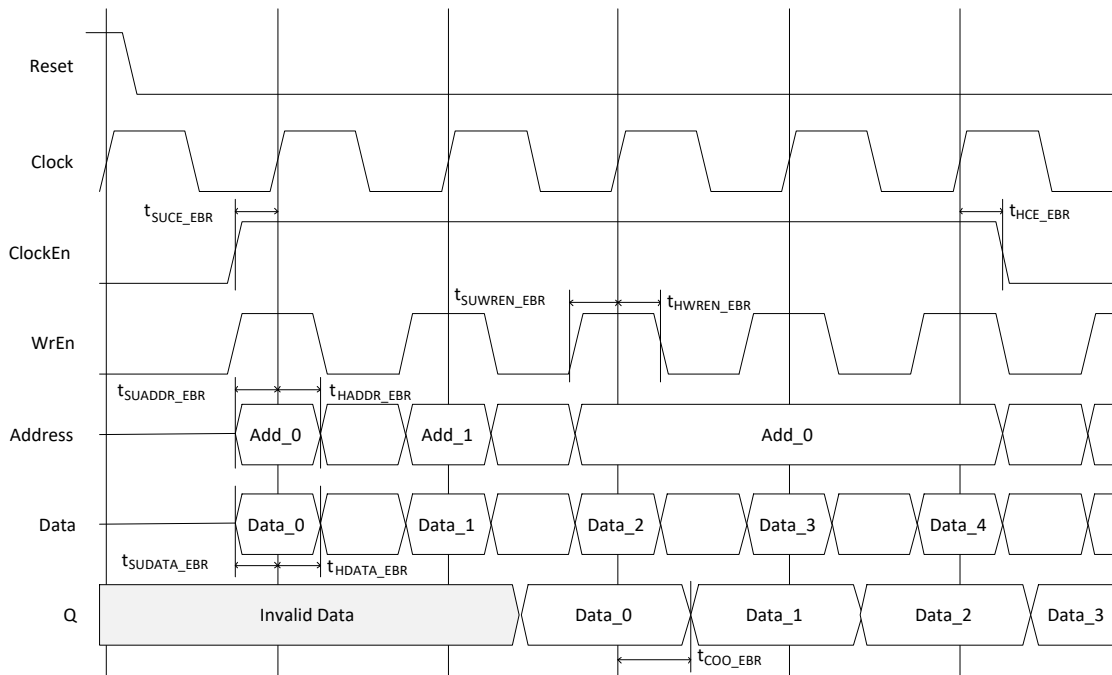 Reset
Clock
tSUCE_EBR
tHCE_EBR
ClockEn
tSUWREN_EBR
tHWREN_EBR
WrEn
tSUADDR_EBR
tHADDR_EBR
Address
Add_0
Add_1
Add_0
Data
Data_0
Data_1
Data_2
Data_3
Data_4
tSUDATA_EBR
tHDATA_EBR
Q
Invalid Data
Data_0
Data_1
Data_2
Data_3
tCOO_EBR